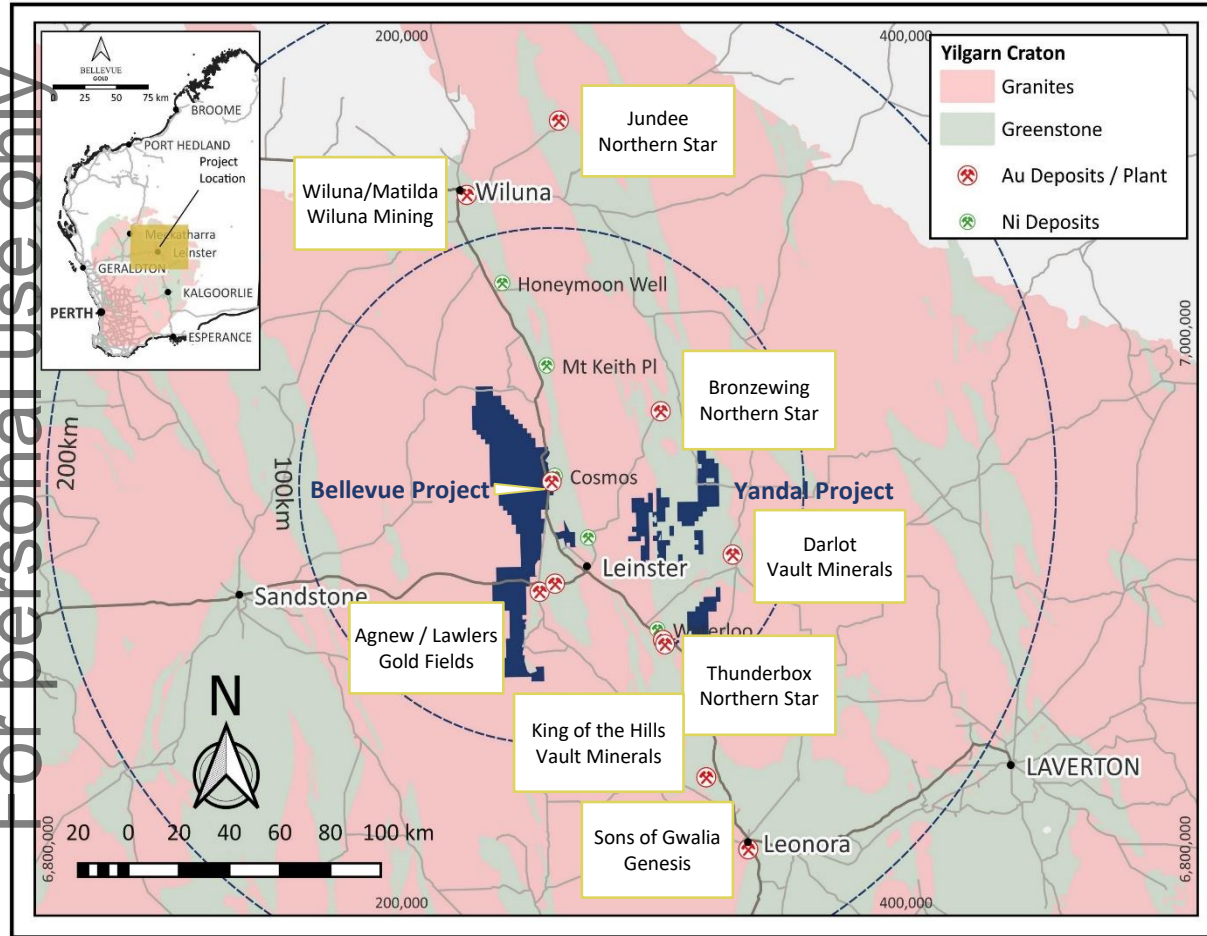 For personal use only
BELLEVUE
GOLD
0 25 50 75 km
BROOME
PORT HEDLAND
Project
Location
Meekatharra
Leinster
GERALDTON
KALGOORLIE
PERTH
ESPERANCE
200,000
400,000
Yilgarn Craton
Granites
Greenstone
Au Deposits / Plant
Ni Deposits
Jundee
Northern Star
Wiluna/Matilda
Wiluna Mining
Wiluna
Honeymoon Well
7,000,000
Mt Keith Pl
Bronzewing
Northern Star
200km
100km
Bellevue Project
Cosmos
Yandal Project
Darlot
Vault Minerals
Leinster
Sandstone
Agnew / Lawlers
Gold Fields
Thunderbox
Northern Star
N
King of the Hills
Vault Minerals
LAVERTON
20 0 20 40 60 80 100 km
Sons of Gwalia
Genesis
Leonora
6,800,000
6,800,000
200,000
400,000